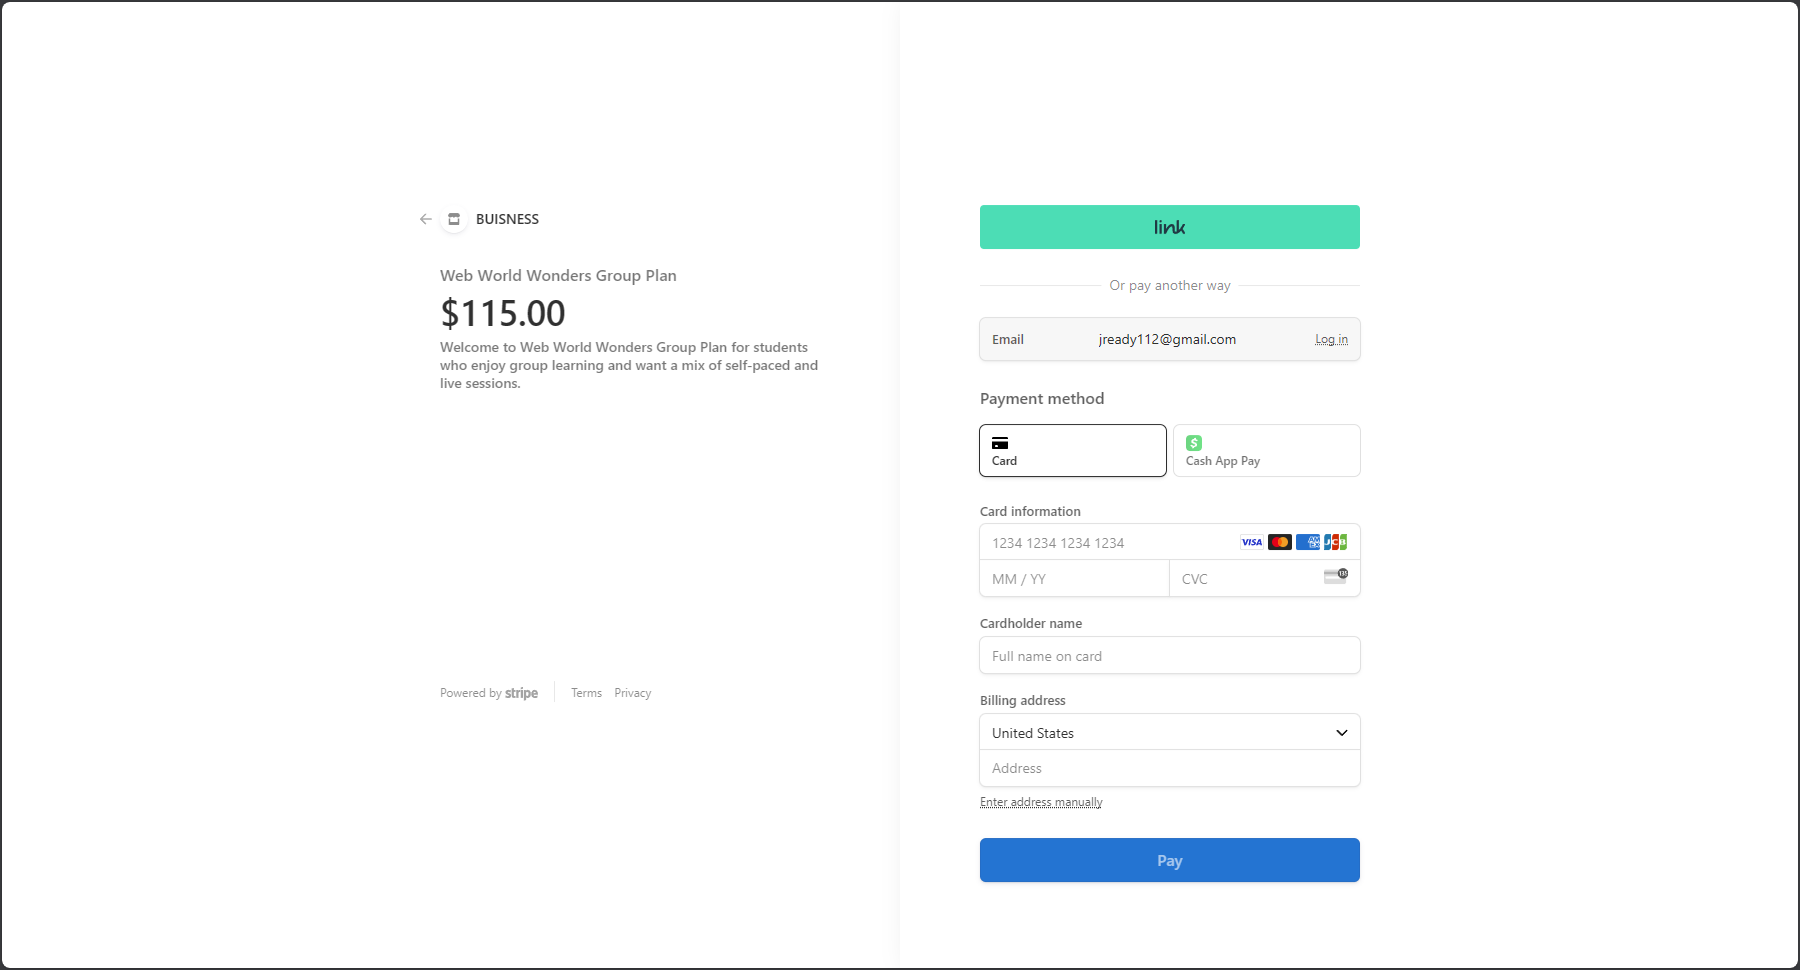 BUISNESS
Web World Wonders Group Plan
$115.00
Welcome to Web World Wonders Group Plan for students
who enjoy group learning and want a mix of self-paced and
live sessions.
Powered by stripe
Terms Privacy
link
Or pay another way
Email jready112@gmail.com Log in
Payment method
Card
Cash App Pay
Card information
1234 1234 1234 1234 VISA AMEX JCB
MM / YY CVC
Cardholder name
Full name on card
Billing address
United States
Address
Enter address manually
Pay